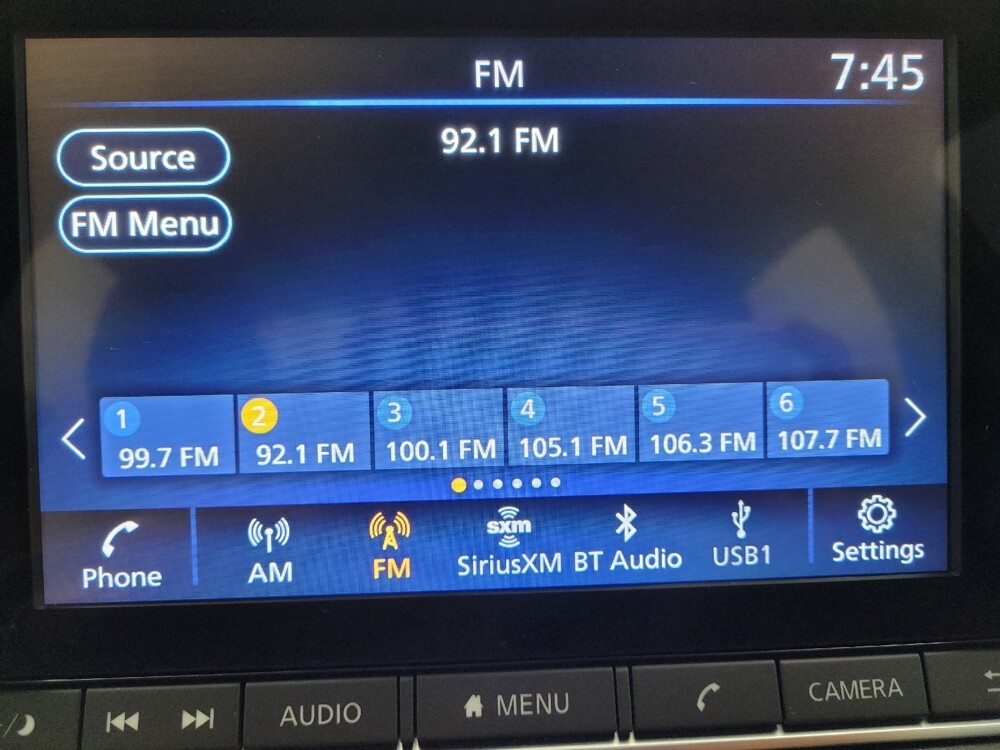 FM
7:45
92.1 FM
Source
FM Menu
1
2
3
4
5
6
99.7 FM
92.1 FM
100.1 FM
105.1 FM
106.3 FM
107.7 FM
Phone
AM
FM
sxm
SiriusXM
BT Audio
USB1
Settings
AUDIO
MENU
CAMERA